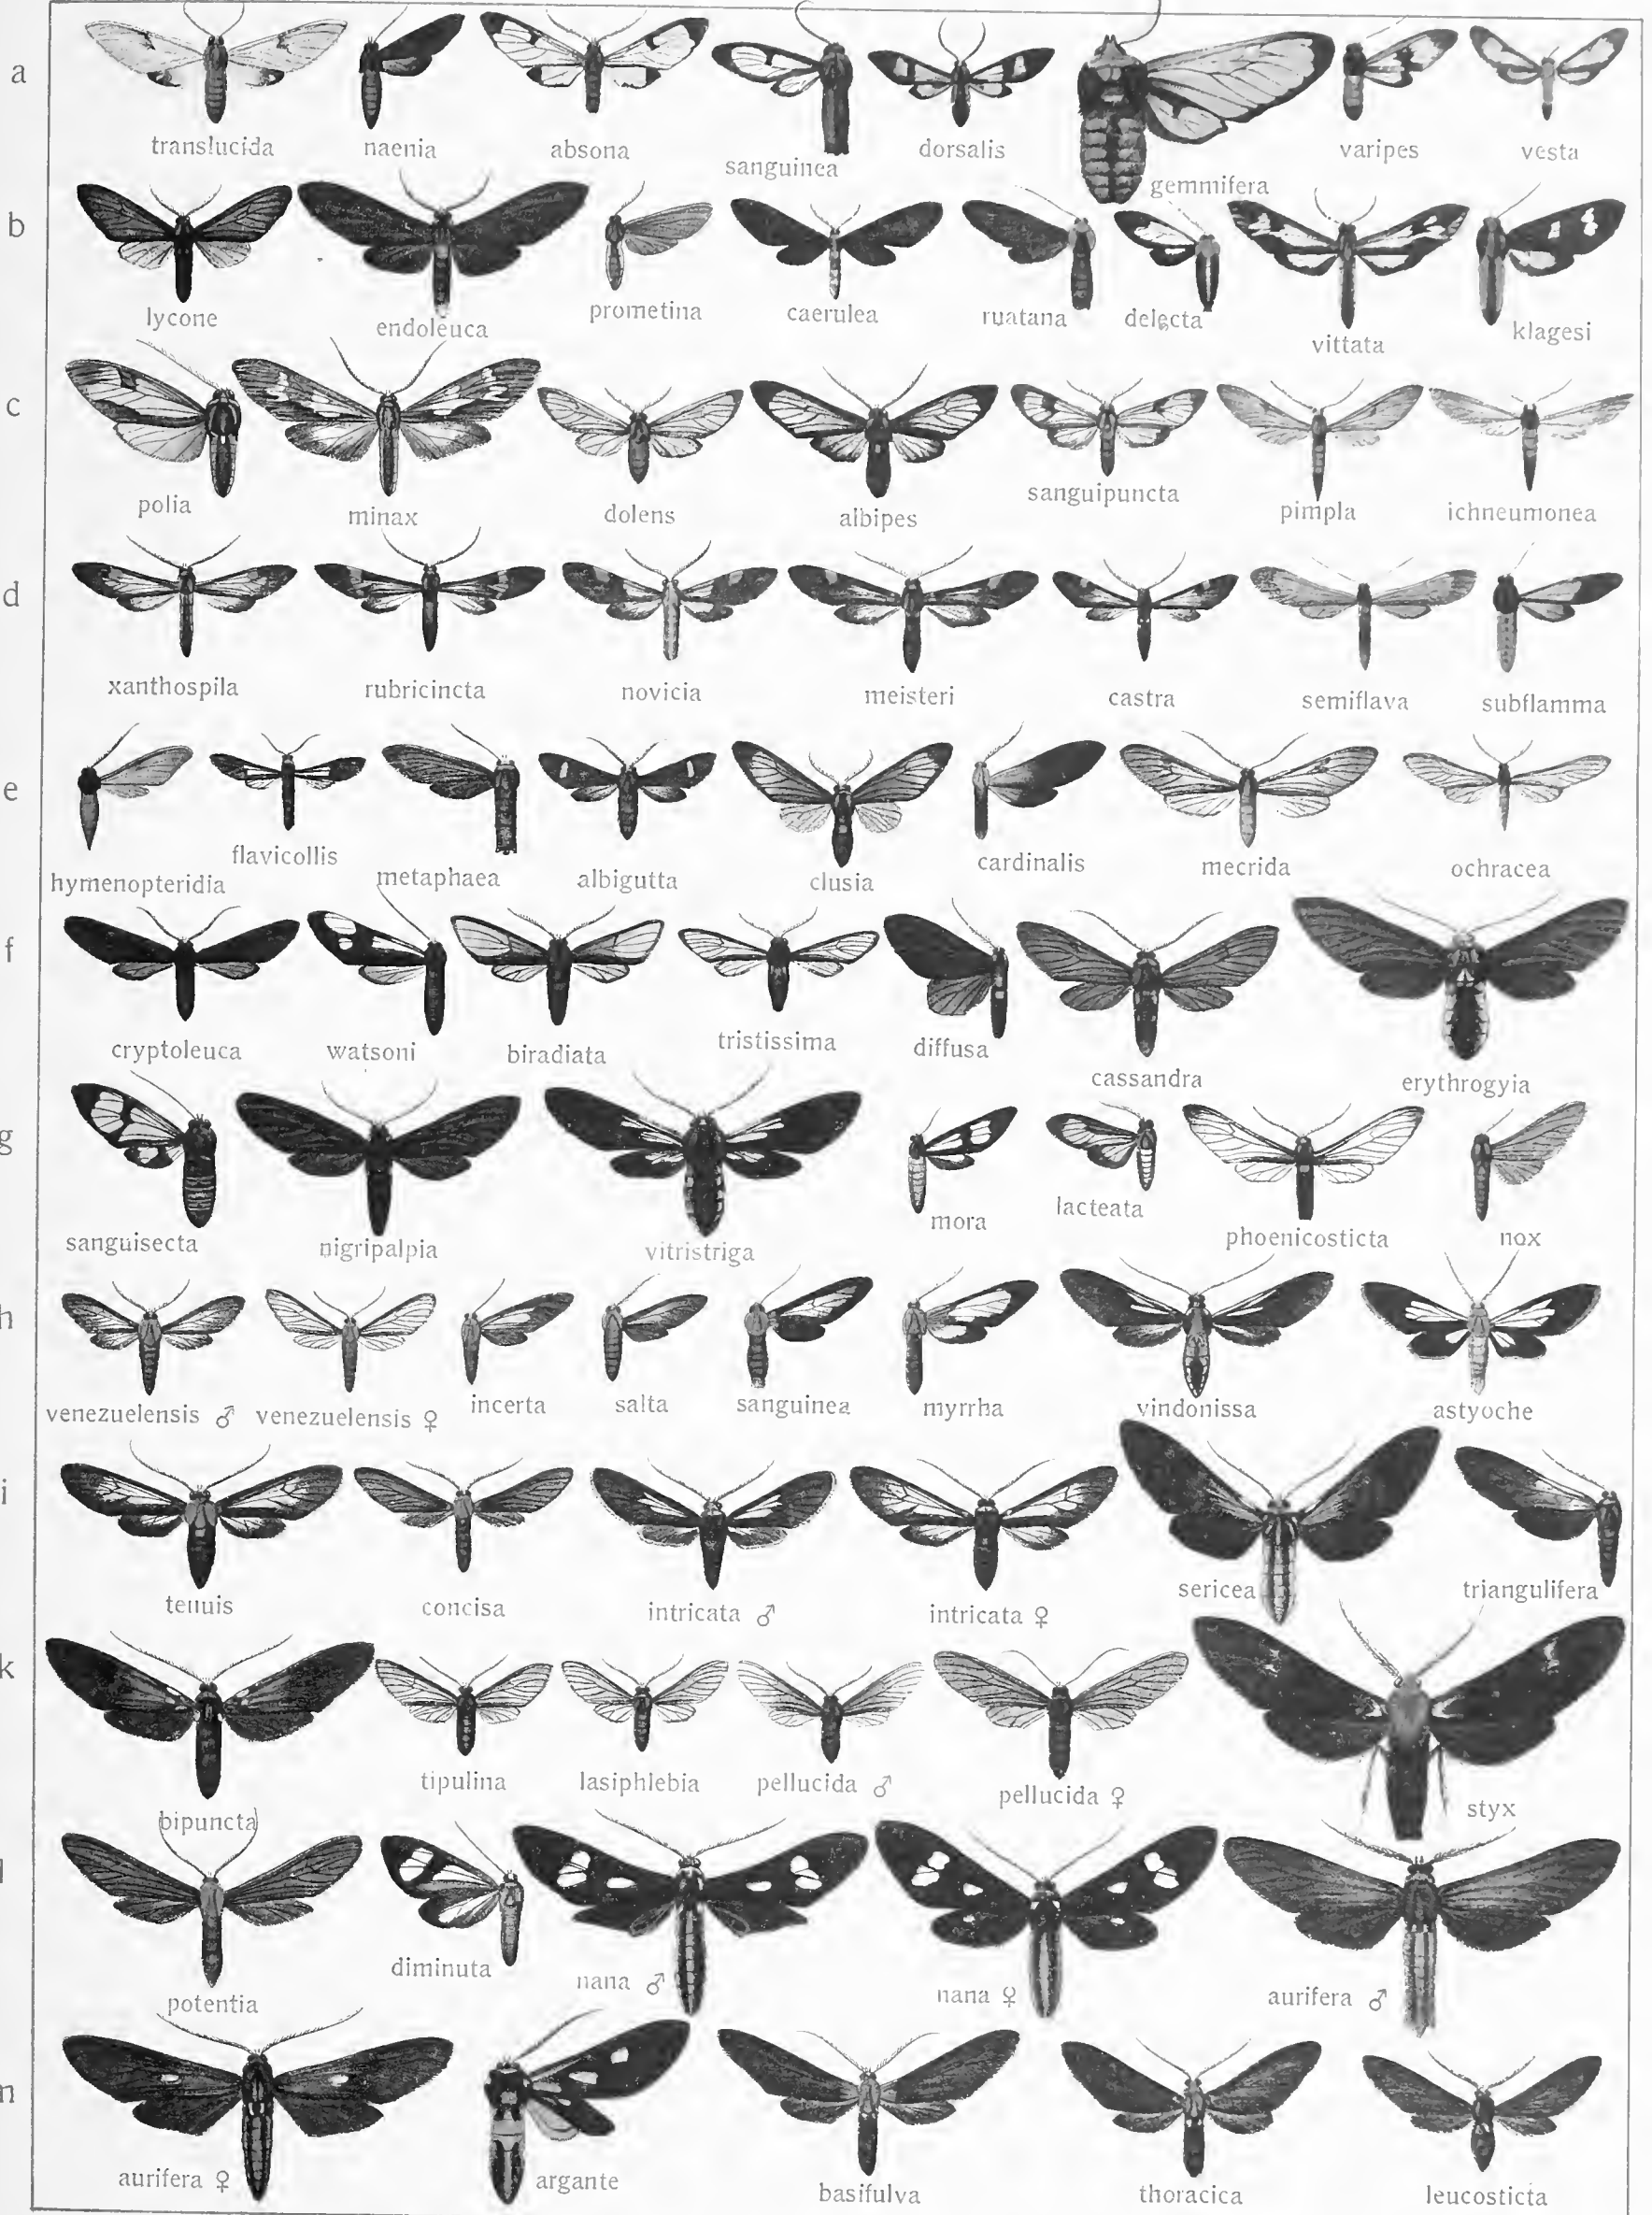 a
translucida
naenia
absona
sanguinea
dorsalis
gemmifera
varipes
vesta
b
lycone
endoleuca
prometina
caerulea
ruatana
delecta
vittata
klagesi
c
polia
minax
dolens
albipes
sanguipuncta
pimpla
ichneumonea
d
xanthospila
rubricincta
novicia
meisteri
castra
semiflava
subflamma
e
hymenopteridia
flavicollis
metaphaea
albigutta
clusia
cardinalis
mecrida
ochracea
f
cryptoleuca
watsoni
biradiata
tristissima
diffusa
cassandra
erythrogyia
g
sanguisecta
nigripalpia
vitristriga
mora
lacteata
phoenicosticta
nox
h
venezuelensis ♂
venezuelensis ♀
incerta
salta
sanguinea
myrrha
vindonissa
astyoche
i
tenuis
concisa
intricata ♂
intricata ♀
sericea
triangulifera
k
bipuncta
tipulina
lasiphlebia
pellucida ♂
pellucida ♀
styx
l
potentia
diminuta
nana ♂
nana ♀
aurifera ♂
aurifera ♀
argante
basifulva
thoracica
leucosticta